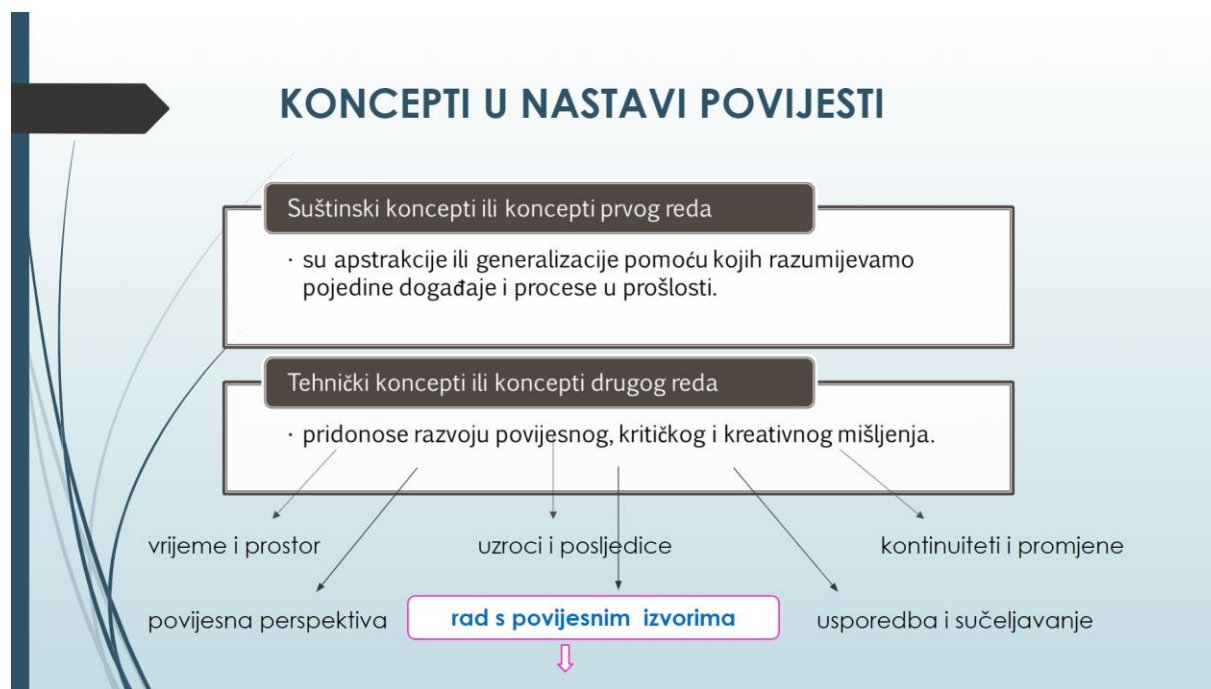 KONCEPTI U NASTAVI POVIJESTI
Suštinski koncepti ili koncepti prvog reda
· su apstrakcije ili generalizacije pomoću kojih razumijevamo
pojedine događaje i procese u prošlosti.
Tehnički koncepti ili koncepti drugog reda
· pridonose razvoju povijesnog, kritičkog i kreativnog mišljenja.
vrijeme i prostor
uzroci i posljedice
kontinuiteti i promjene
povijesna perspektiva
rad s povijesnim izvorima
usporedba i sučeljavanje